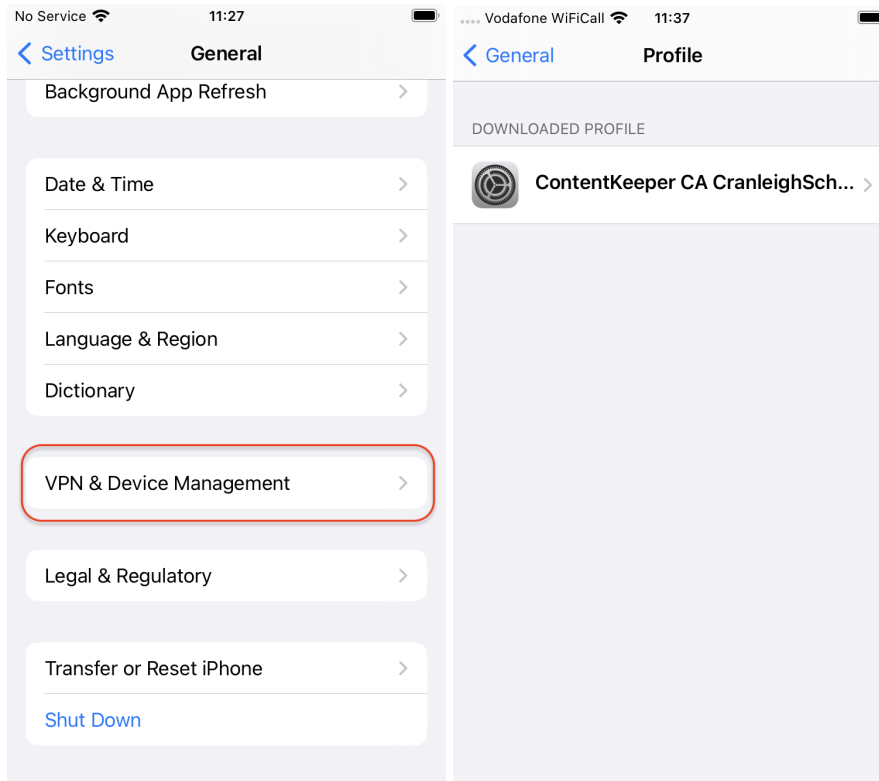 No Service 11:27
Settings General
Background App Refresh
Date & Time
Keyboard
Fonts
Language & Region
Dictionary
VPN & Device Management
Legal & Regulatory
Transfer or Reset iPhone
Shut Down
Vodafone WiFiCall 11:37
General Profile
DOWNLOADED PROFILE
ContentKeeper CA CranleighSch...